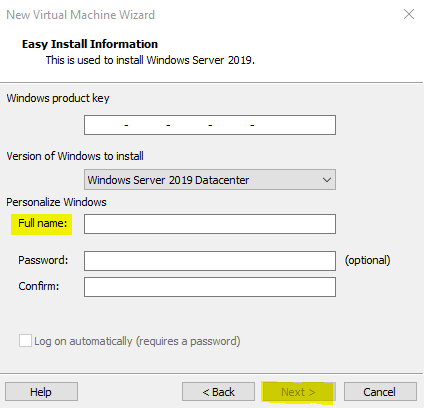 New Virtual Machine Wizard
Easy Install Information
This is used to install Windows Server 2019.
Windows product key
- - - -
Version of Windows to install
Windows Server 2019 Datacenter
Personalize Windows
Full name:
Password: (optional)
Confirm:
Log on automatically (requires a password)
Help < Back Next > Cancel